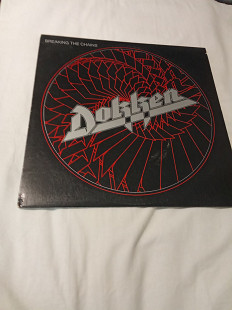 BREAKING THE CHAINS
DOKKEN